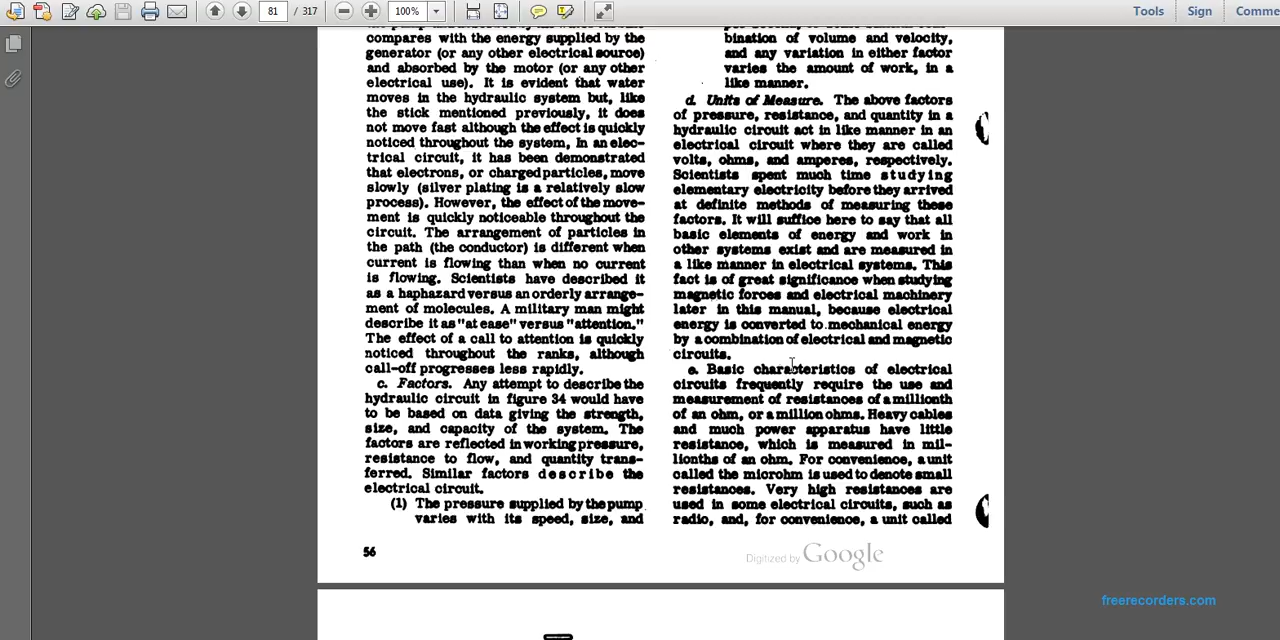 81 / 317
100%
Tools
Sign
Comme
compares with the energy supplied by the
generator (or any other electrical source)
and absorbed by the motor (or any other
electrical use). It is evident that water
moves in the hydraulic system but, like
the stick mentioned previously, it does
not move fast although the effect is quickly
noticed throughout the system, In an elec-
trical circuit, it has been demonstrated
that electrons, or charged particles, move
slowly (silver plating is a relatively slow
process). However, the effect of the move-
ment is quickly noticeable throughout the
circuit. The arrangement of particles in
the path (the conductor) is different when
current is flowing than when no current
is flowing. Scientists have described it
as a haphazard versus an orderly arrange-
ment of molecules. A military man might
describe it as "at ease" versus "attention."
The effect of a call to attention is quickly
noticed throughout the ranks, although
call-off progresses less rapidly.
c. Factors. Any attempt to describe the
hydraulic circuit in figure 34 would have
to be based on data giving the strength,
size, and capacity of the system. The
factors are reflected in working pressure,
resistance to flow, and quantity trans-
ferred. Similar factors describe the
electrical circuit.
(1) The pressure supplied by the pump
varies with its speed, size, and
bination of volume and velocity,
and any variation in either factor
varies the amount of work, in a
like manner.
d. Units of Measure. The above factors
of pressure, resistance, and quantity in a
hydraulic circuit act in like manner in an
electrical circuit where they are called
volts, ohms, and amperes, respectively.
Scientists spent much time studying
elementary electricity before they arrived
at definite methods of measuring these
factors. It will suffice here to say that all
basic elements of energy and work in
other systems exist and are measured in
a like manner in electrical systems. This
fact is of great significance when studying
magnetic forces and electrical machinery
later in this manual, because electrical
energy is converted to mechanical energy
by a combination of electrical and magnetic
circuits.
e. Basic characteristics of electrical
circuits frequently require the use and
measurement of resistances of a millionth
of an ohm, or a million ohms. Heavy cables
and much power apparatus have little
resistance, which is measured in mil-
lionths of an ohm. For convenience, a unit
called the microhm is used to denote small
resistances. Very high resistances are
used in some electrical circuits, such as
radio, and, for convenience, a unit called
56
Digitized by Google
freerecorders.com